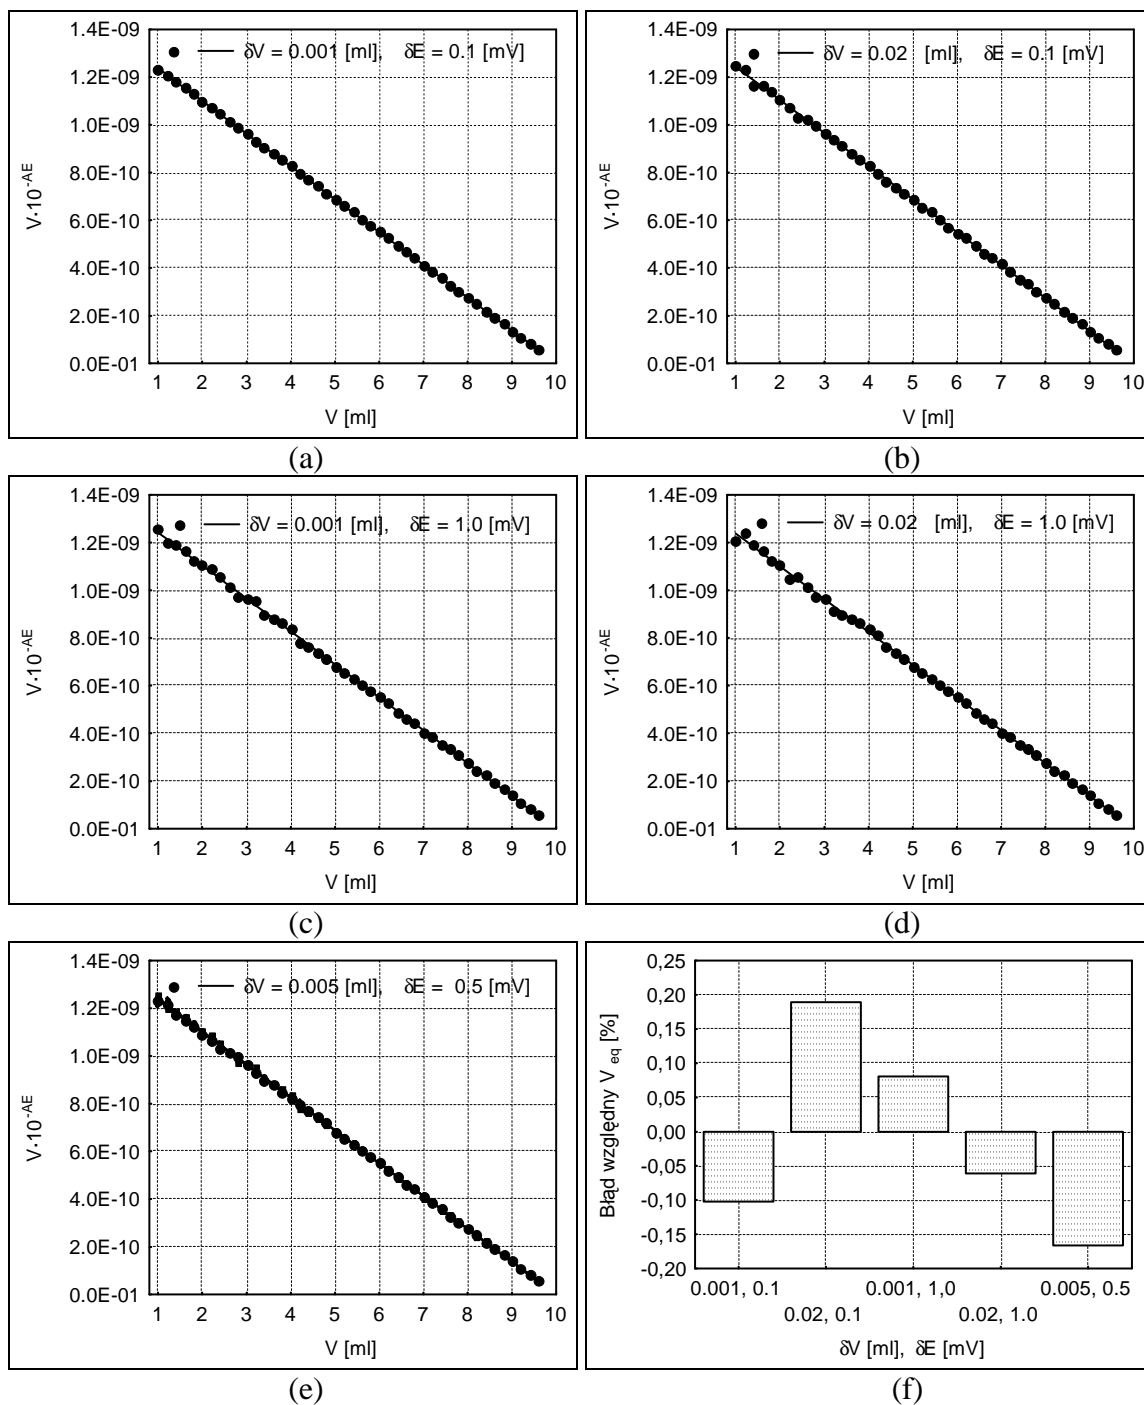 δV = 0.001 [ml], δE = 0.1 [mV]
1.4E-09
1.2E-09
1.0E-09
8.0E-10
6.0E-10
4.0E-10
2.0E-10
0.0E-01
V·10^-AE
1 2 3 4 5 6 7 8 9 10
V [ml]
(a)
δV = 0.02 [ml], δE = 0.1 [mV]
1.4E-09
1.2E-09
1.0E-09
8.0E-10
6.0E-10
4.0E-10
2.0E-10
0.0E-01
V·10^-AE
1 2 3 4 5 6 7 8 9 10
V [ml]
(b)
δV = 0.001 [ml], δE = 1.0 [mV]
1.4E-09
1.2E-09
1.0E-09
8.0E-10
6.0E-10
4.0E-10
2.0E-10
0.0E-01
V·10^-AE
1 2 3 4 5 6 7 8 9 10
V [ml]
(c)
δV = 0.02 [ml], δE = 1.0 [mV]
1.4E-09
1.2E-09
1.0E-09
8.0E-10
6.0E-10
4.0E-10
2.0E-10
0.0E-01
V·10^-AE
1 2 3 4 5 6 7 8 9 10
V [ml]
(d)
δV = 0.005 [ml], δE = 0.5 [mV]
1.4E-09
1.2E-09
1.0E-09
8.0E-10
6.0E-10
4.0E-10
2.0E-10
0.0E-01
V·10^-AE
1 2 3 4 5 6 7 8 9 10
V [ml]
(e)
0,25
0,20
0,15
0,10
0,05
0,00
-0,05
-0,10
-0,15
-0,20
Błąd względny V eq [%]
0.001, 0.1 0.001, 1,0 0.005, 0.5
0.02, 0.1 0.02, 1.0
δV [ml], δE [mV]
(f)